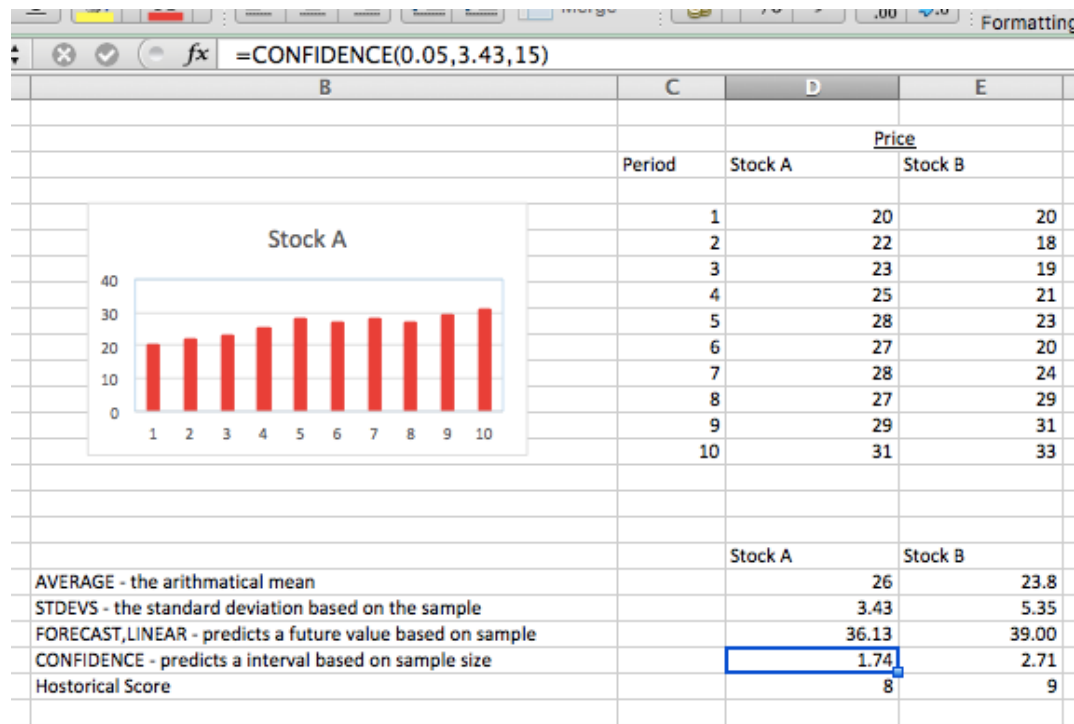 Merge
.00
Formatting
fx =CONFIDENCE(0.05,3.43,15)
B C D E
Price
Period Stock A Stock B
1 20 20
2 22 18
3 23 19
4 25 21
5 28 23
6 27 20
7 28 24
8 27 29
9 29 31
10 31 33
Stock A
40
30
20
10
0
1 2 3 4 5 6 7 8 9 10
Stock A Stock B
AVERAGE - the arithmatical mean 26 23.8
STDEVS - the standard deviation based on the sample 3.43 5.35
FORECAST,LINEAR - predicts a future value based on sample 36.13 39.00
CONFIDENCE - predicts a interval based on sample size 1.74 2.71
Hostorical Score 8 9